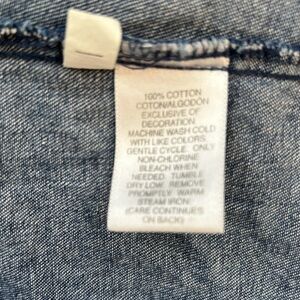 100% COTTON
COTON/ALGODÓN
EXCLUSIVE OF
DECORATION
MACHINE WASH COLD
WITH LIKE COLORS.
GENTLE CYCLE. ONLY
NON-CHLORINE
BLEACH WHEN
NEEDED. TUMBLE
DRY LOW. REMOVE
PROMPTLY. WARM
STEAM IRON.
(CARE CONTINUES
ON BACK)